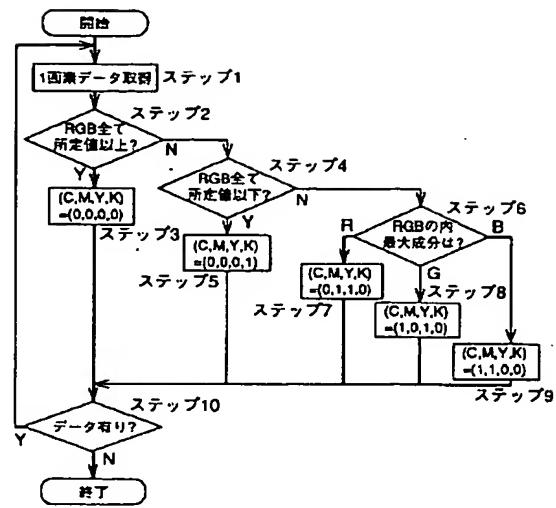 開始
1画素データ取得
ステップ1
ステップ2
RGB全て
所定値以上?
N
Y
ステップ4
RGB全て
所定値以下?
N
Y
(C,M,Y,K)
=(0,0,0,0)
ステップ3
(C,M,Y,K)
=(0,0,0,1)
ステップ5
ステップ6
RGBの内
最大成分は?
R
B
G
(C,M,Y,K)
=(0,1,1,0)
ステップ7
ステップ8
(C,M,Y,K)
=(1,0,1,0)
(C,M,Y,K)
=(1,1,0,0)
ステップ9
ステップ10
データ有り?
Y
N
終了